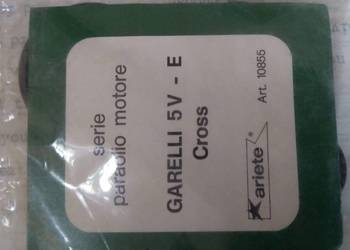 serie
paraolio motore
GARELLI 5V - E
Cross
ariete
Art. 10855